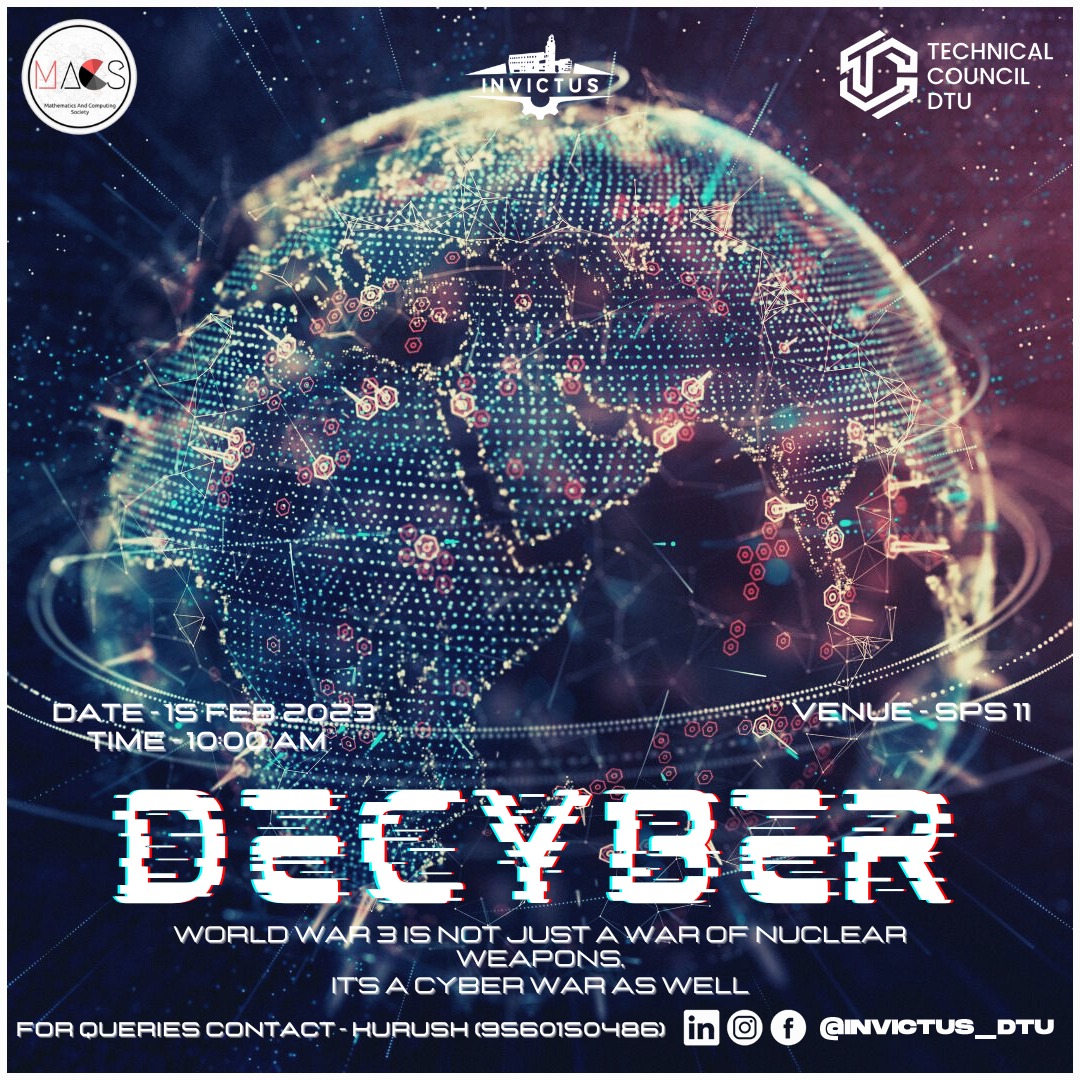 MACS
Mathematics And Computing
Society
INVICTUS
TECHNICAL
COUNCIL
DTU
DATE - 15 FEB 2023
TIME - 10:00 AM
VENUE - SPS 11
DECYBER
WORLD WAR 3 IS NOT JUST A WAR OF NUCLEAR
WEAPONS,
IT'S A CYBER WAR AS WELL
FOR QUERIES CONTACT - KURUSH (9560150486)
@INVICTUS_DTU